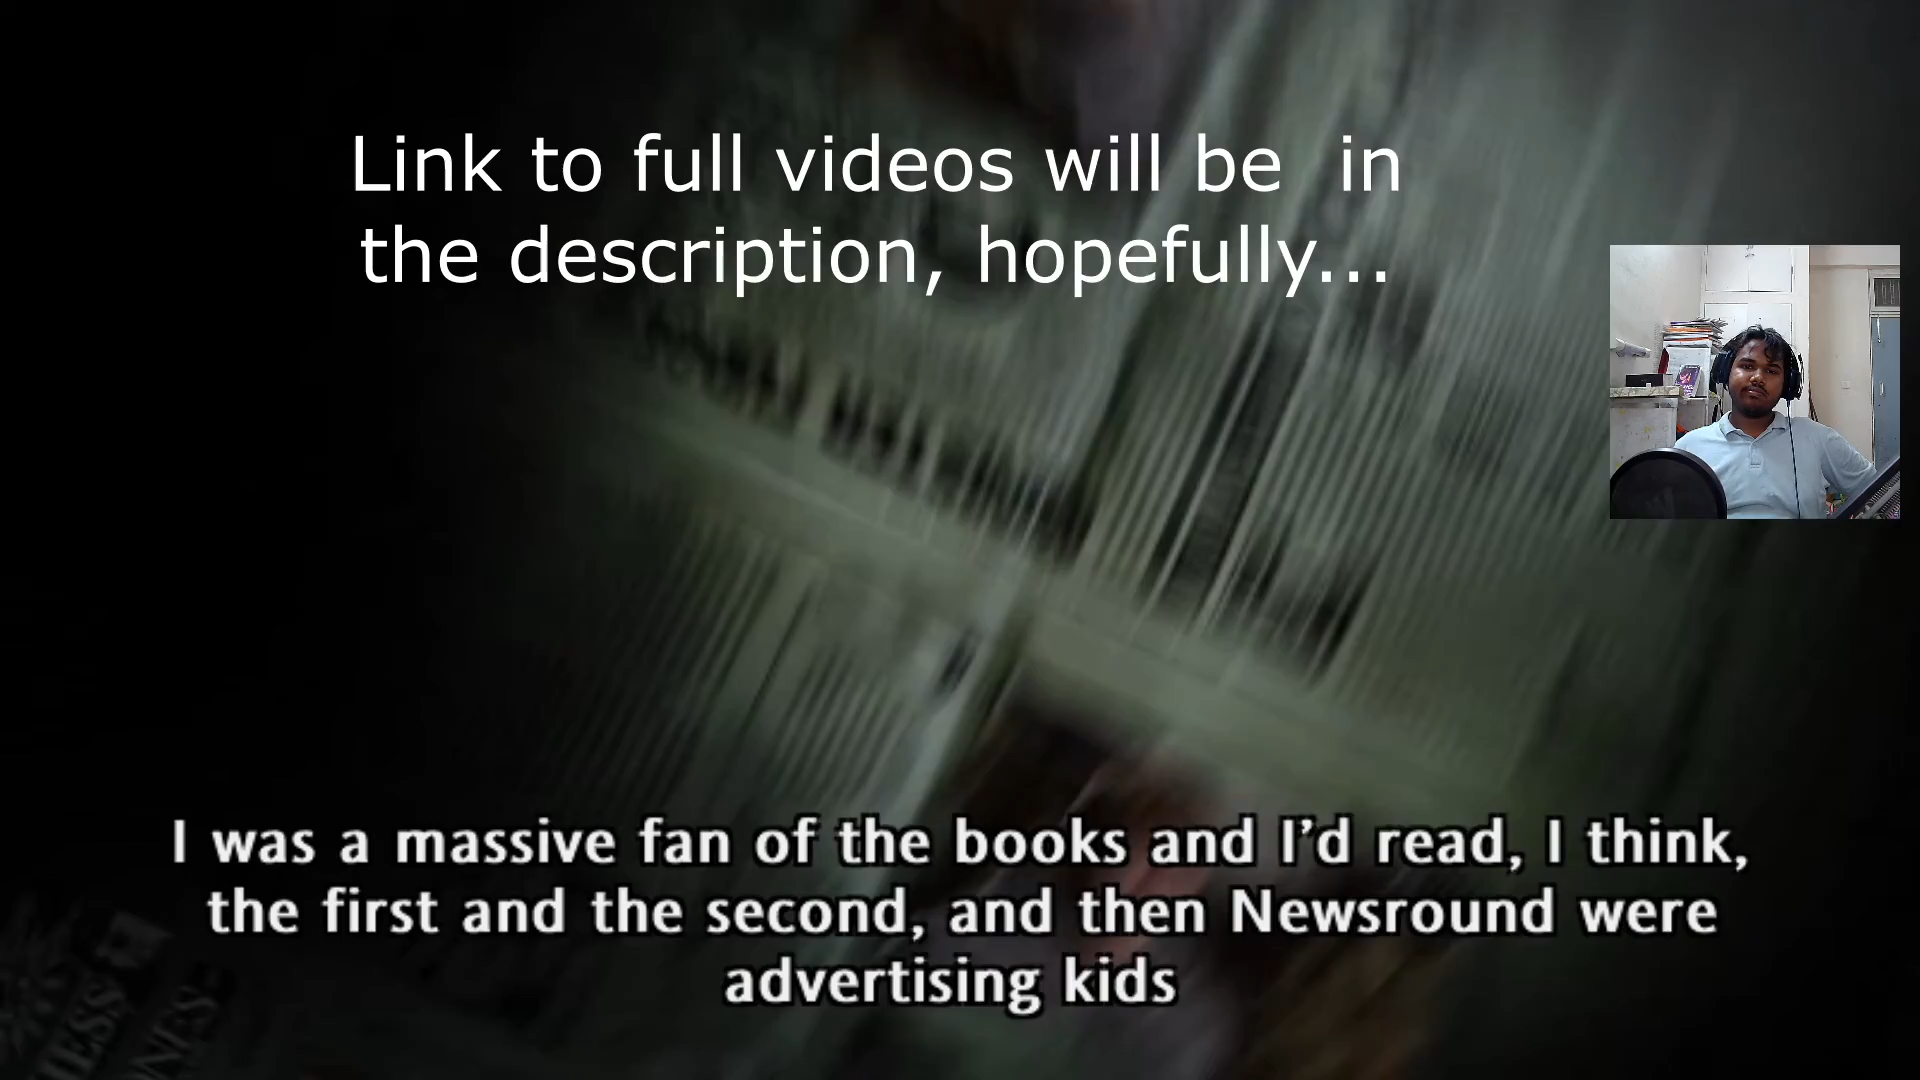 Link to full videos will be in
the description, hopefully...
I was a massive fan of the books and I’d read, I think,
the first and the second, and then Newsround were
advertising kids